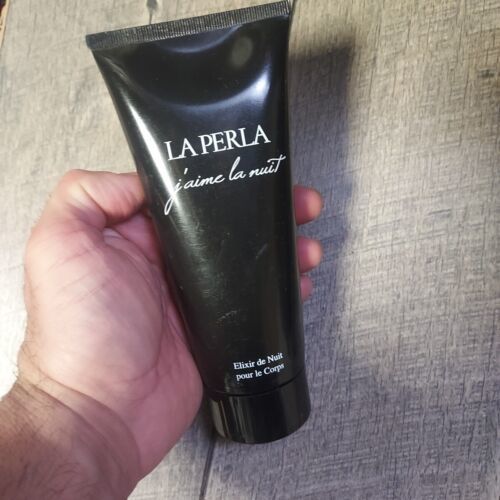 LA PERLA
j'aime la nuit
Elixir de Nuit
pour le Corps